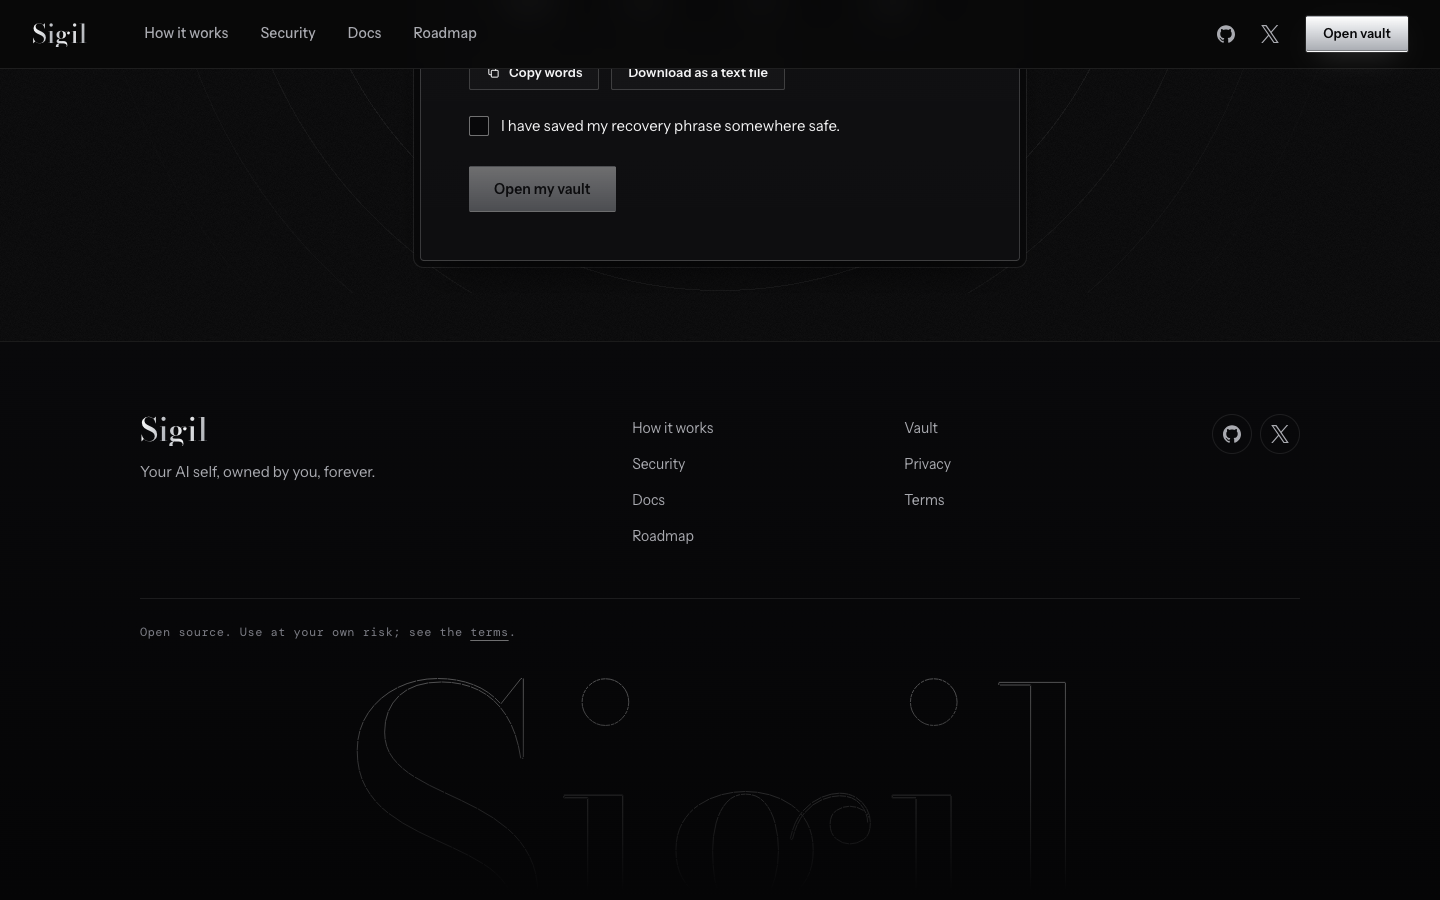 Sigil
How it works
Security
Docs
Roadmap
Open vault
Copy words
Download as a text file
I have saved my recovery phrase somewhere safe.
Open my vault
Sigil
Your AI self, owned by you, forever.
How it works
Security
Docs
Roadmap
Vault
Privacy
Terms
Open source. Use at your own risk; see the terms.
Sigil